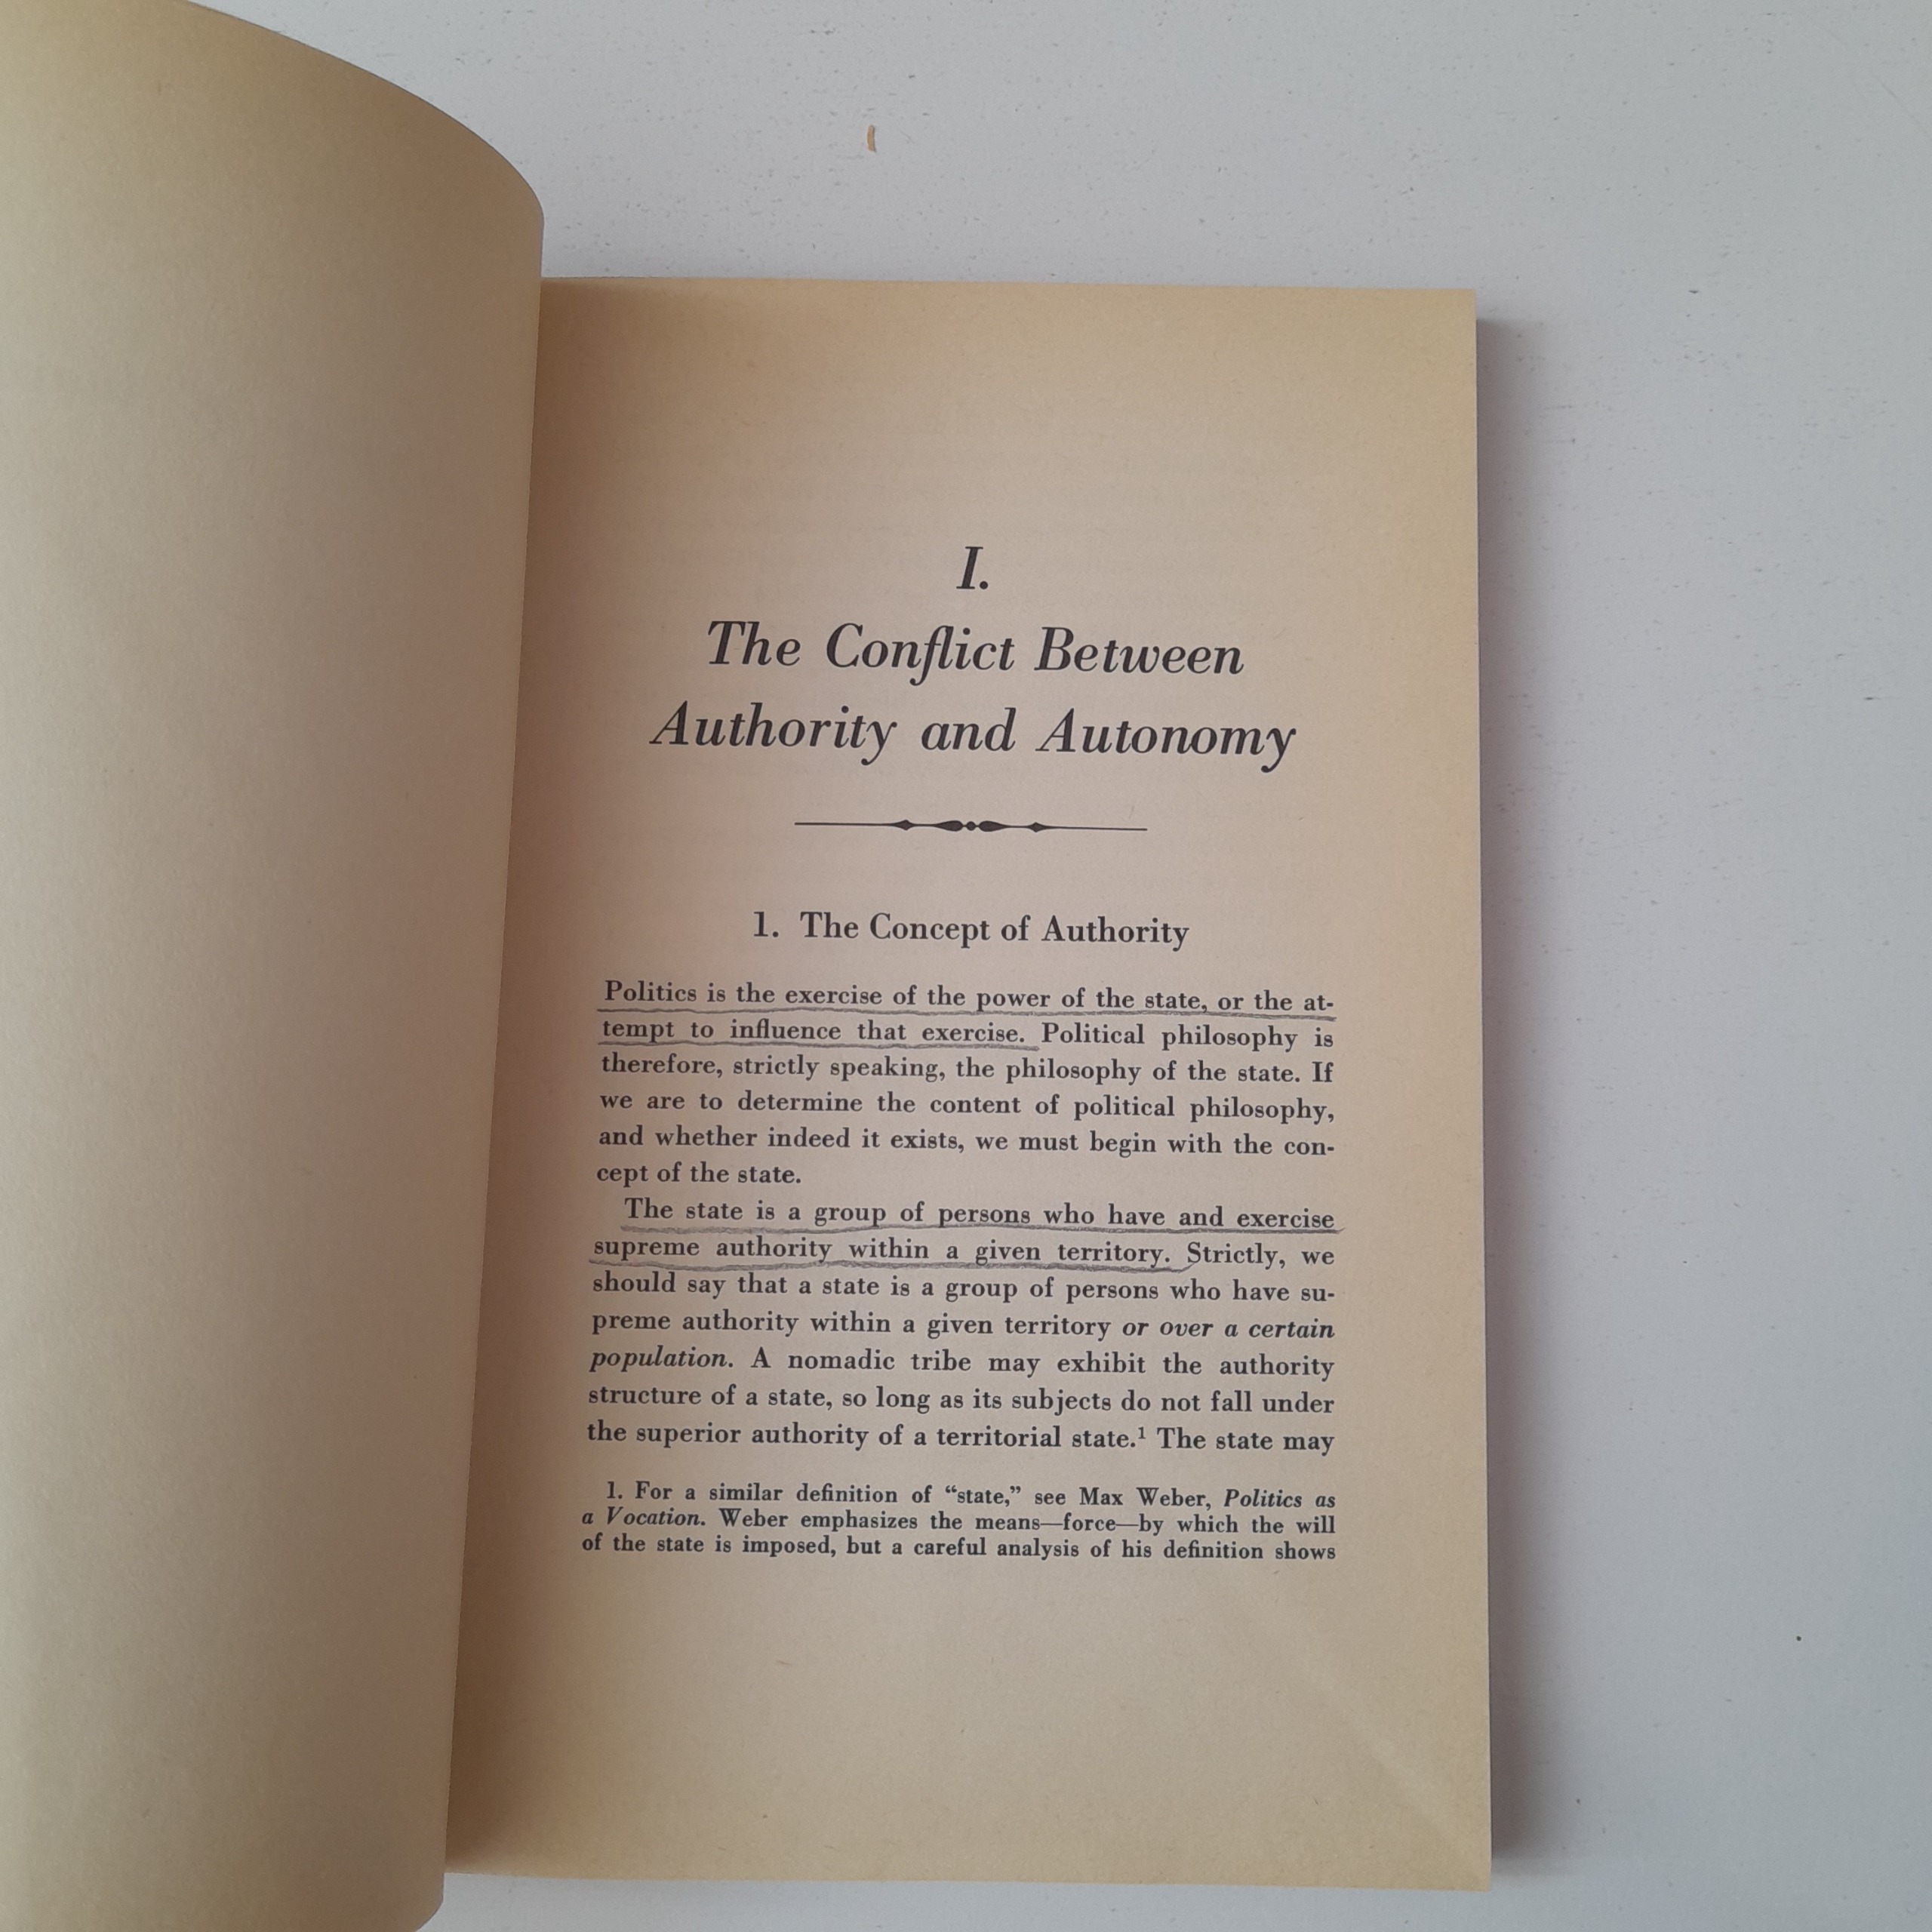 I.
The Conflict Between
Authority and Autonomy
1. The Concept of Authority
Politics is the exercise of the power of the state, or the at-
tempt to influence that exercise. Political philosophy is
therefore, strictly speaking, the philosophy of the state. If
we are to determine the content of political philosophy,
and whether indeed it exists, we must begin with the con-
cept of the state.
The state is a group of persons who have and exercise
supreme authority within a given territory. Strictly, we
should say that a state is a group of persons who have su-
preme authority within a given territory or over a certain
population. A nomadic tribe may exhibit the authority
structure of a state, so long as its subjects do not fall under
the superior authority of a territorial state.¹ The state may
1. For a similar definition of “state,” see Max Weber, Politics as
a Vocation. Weber emphasizes the means—force—by which the will
of the state is imposed, but a careful analysis of his definition shows